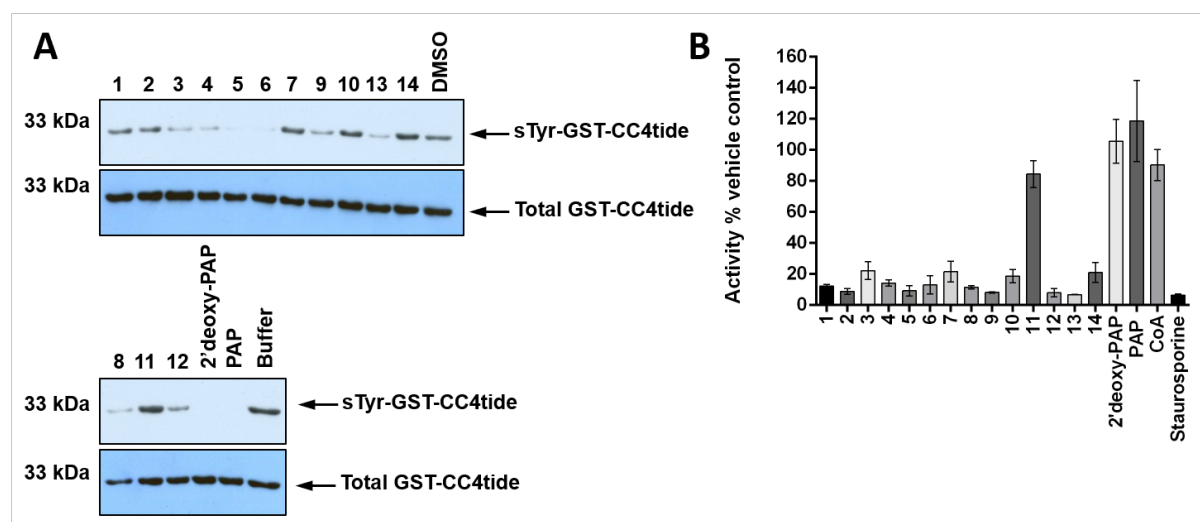 A
1 2 3 4 5 6 7 9 10 13 14 DMSO
33 kDa
sTyr-GST-CC4tide
33 kDa
Total GST-CC4tide
8 11 12 2'deoxy-PAP PAP Buffer
33 kDa
sTyr-GST-CC4tide
33 kDa
Total GST-CC4tide
B
Activity % vehicle control
160
140
120
100
80
60
40
20
0
1 2 3 4 5 6 7 8 9 10 11 12 13 14 2'deoxy-PAP PAP CoA Staurosporine